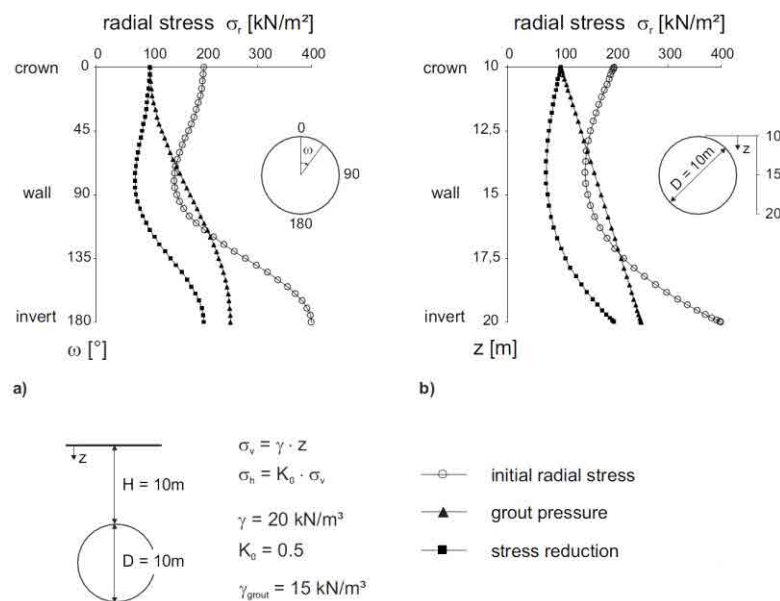 radial stress σr [kN/m²]
0 100 200 300 400
crown 0
45
wall 90
135
invert 180
ω [°]
0
ω
90
180
a)
radial stress σr [kN/m²]
0 100 200 300 400
crown 10
12,5
wall 15
17,5
invert 20
z [m]
D = 10m
z
10
15
20
b)
z
H = 10m
D = 10m
σv = γ · z
σh = K0 · σv
γ = 20 kN/m³
K0 = 0.5
γgrout = 15 kN/m³
initial radial stress
grout pressure
stress reduction